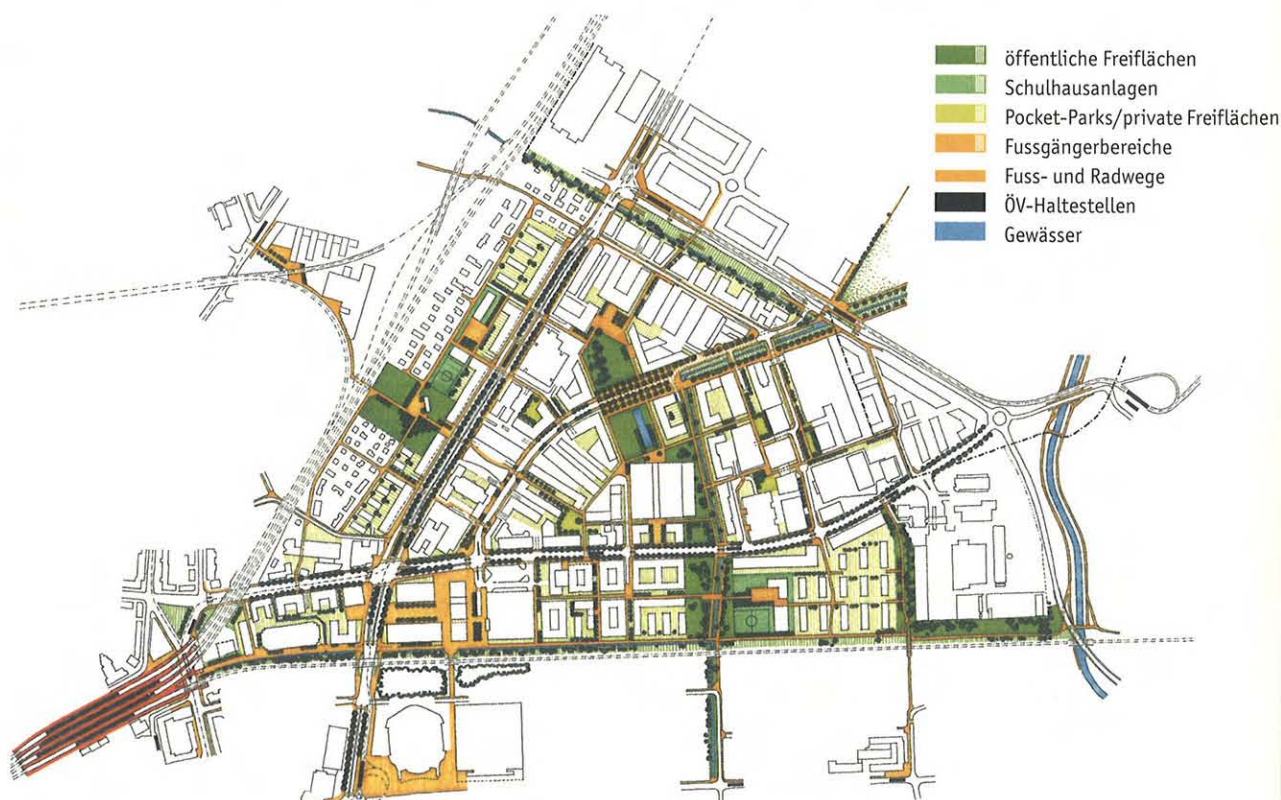 öffentliche Freiflächen
Schulhausanlagen
Pocket-Parks/private Freiflächen
Fussgängerbereiche
Fuss- und Radwege
ÖV-Haltestellen
Gewässer